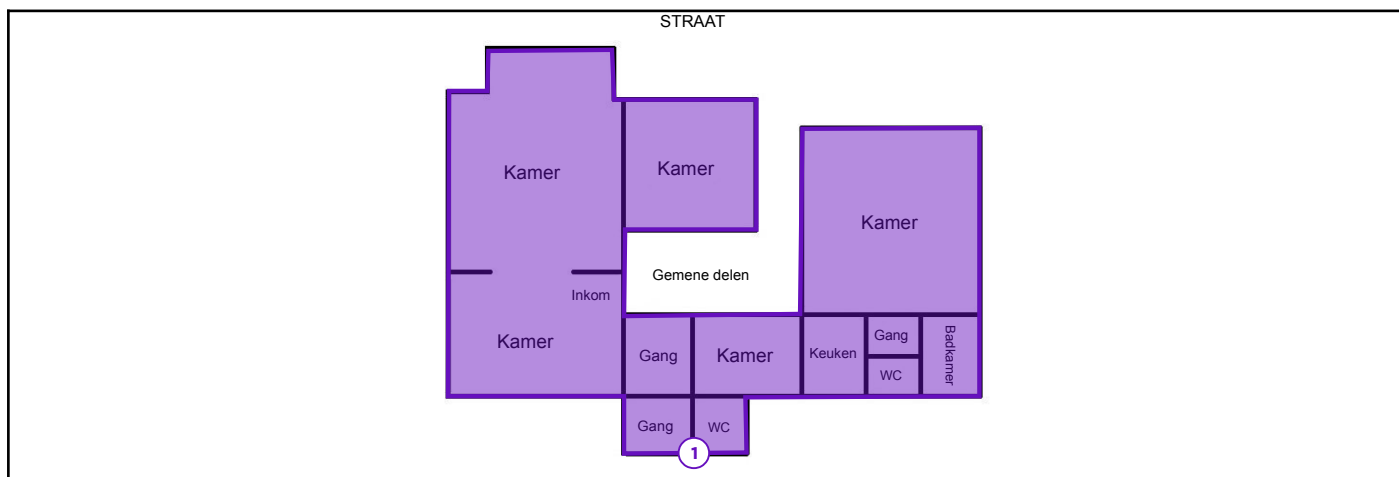 STRAAT
Kamer
Kamer
Kamer
Gemene delen
Inkom
Kamer
Gang
Kamer
Keuken
Gang
WC
Badkamer
Gang
WC
1